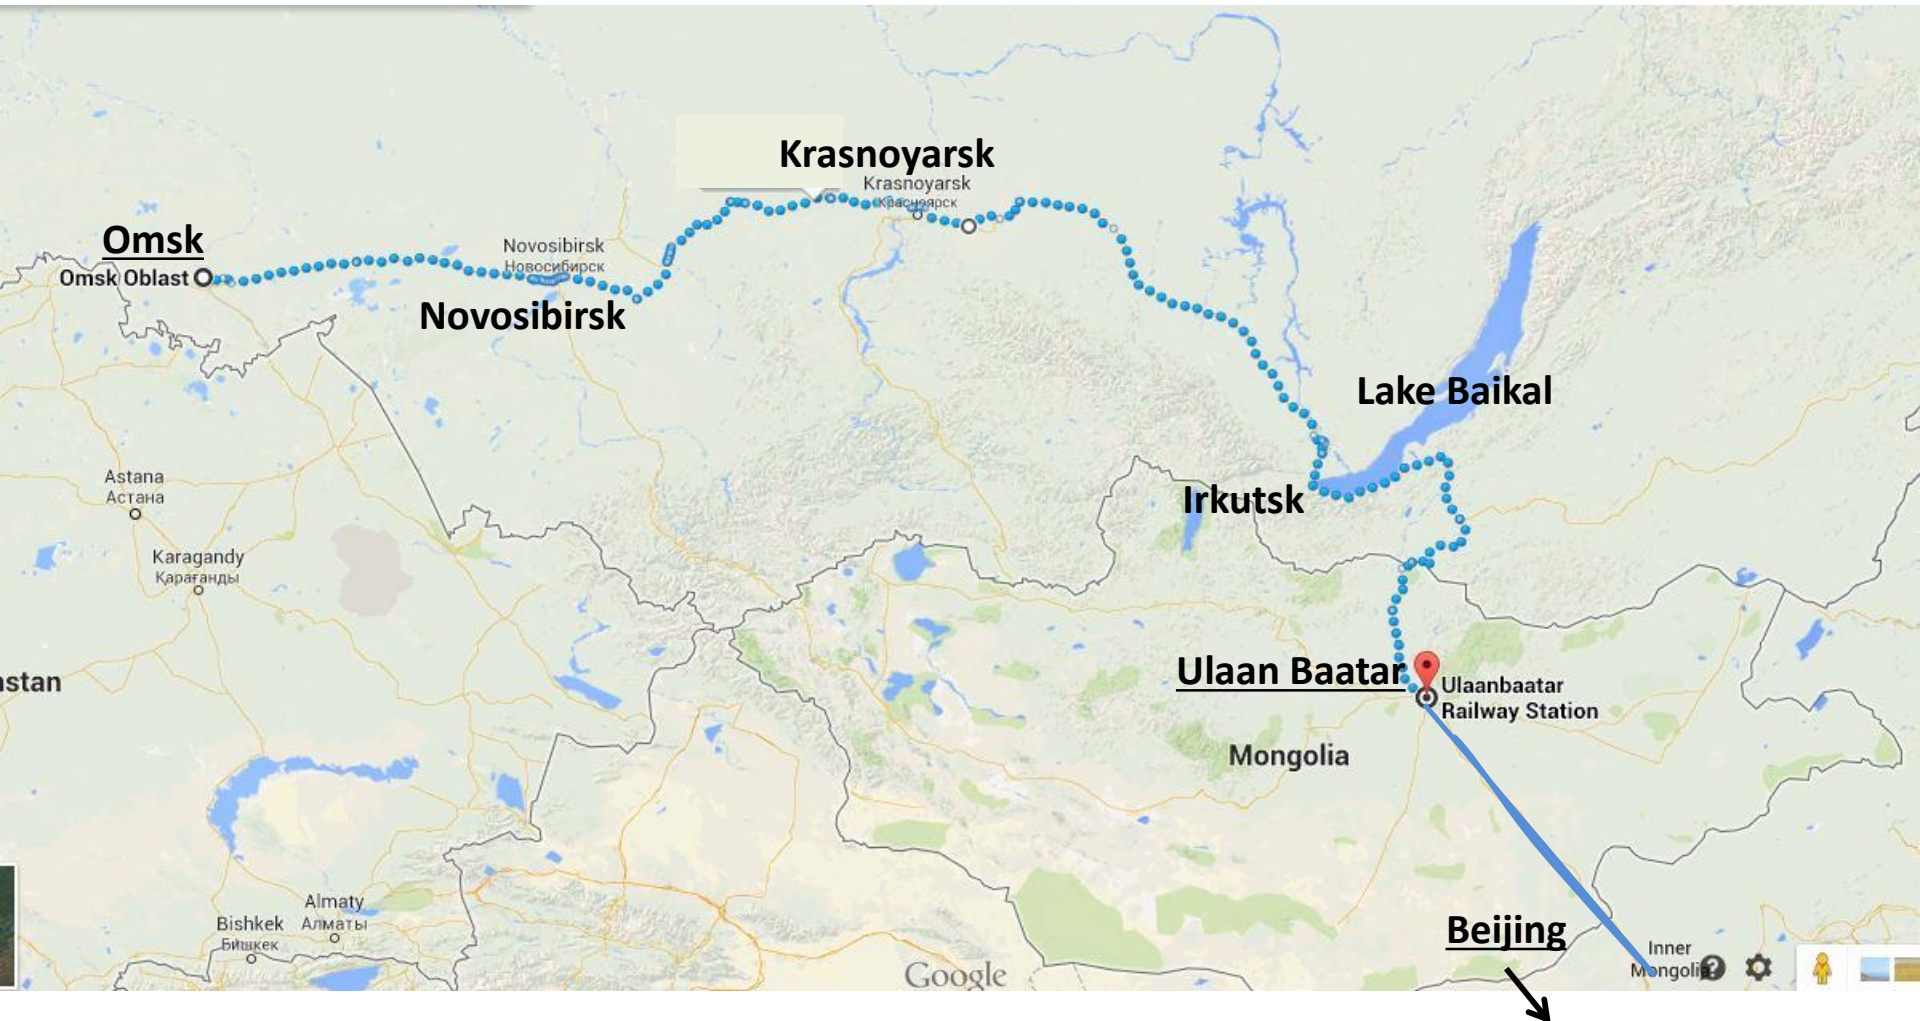 Krasnoyarsk
Krasnoyarsk
Красноярск
Omsk
Omsk Oblast
Novosibirsk
Новосибирск
Novosibirsk
Lake Baikal
Astana
Астана
Irkutsk
Karagandy
Қарағанды
Ulaan Baatar
Ulaanbaatar
Railway Station
stan
Mongolia
Almaty
Алматы
Bishkek
Бишкек
Beijing
Inner
Mongolia
Google